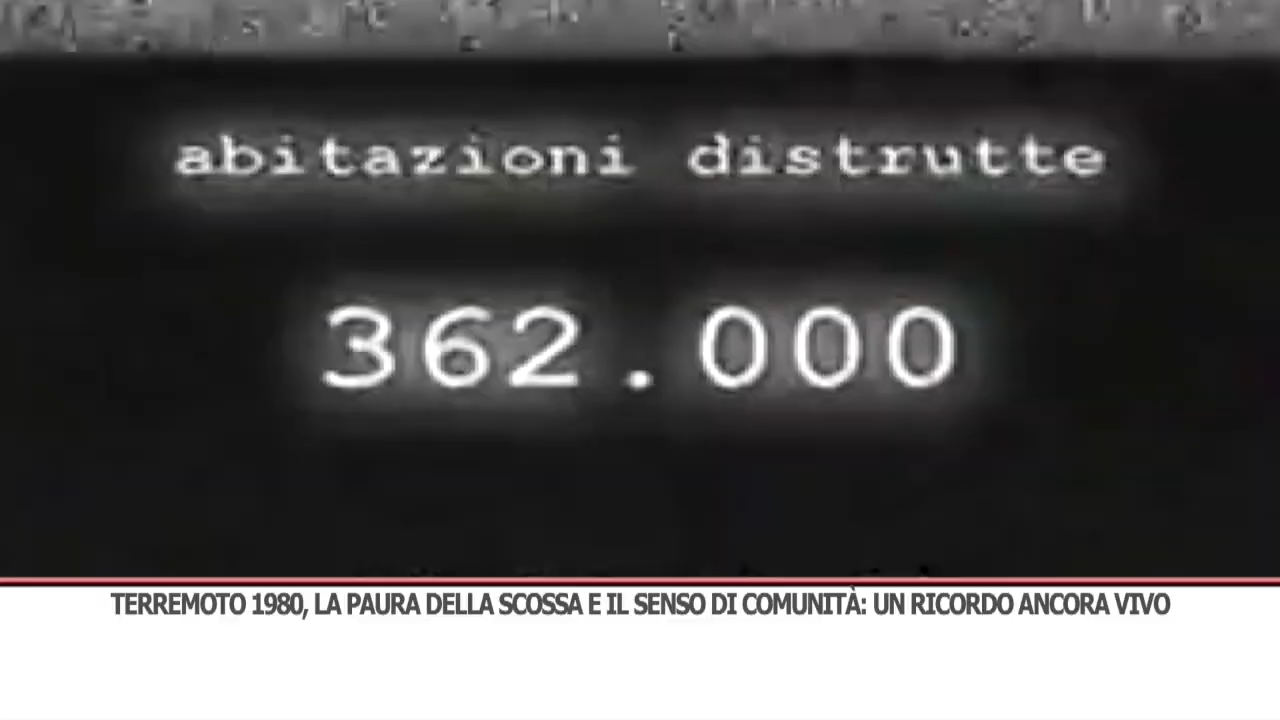 abitazioni distrutte
362.000
TERREMOTO 1980, LA PAURA DELLA SCOSSA E IL SENSO DI COMUNITÀ: UN RICORDO ANCORA VIVO